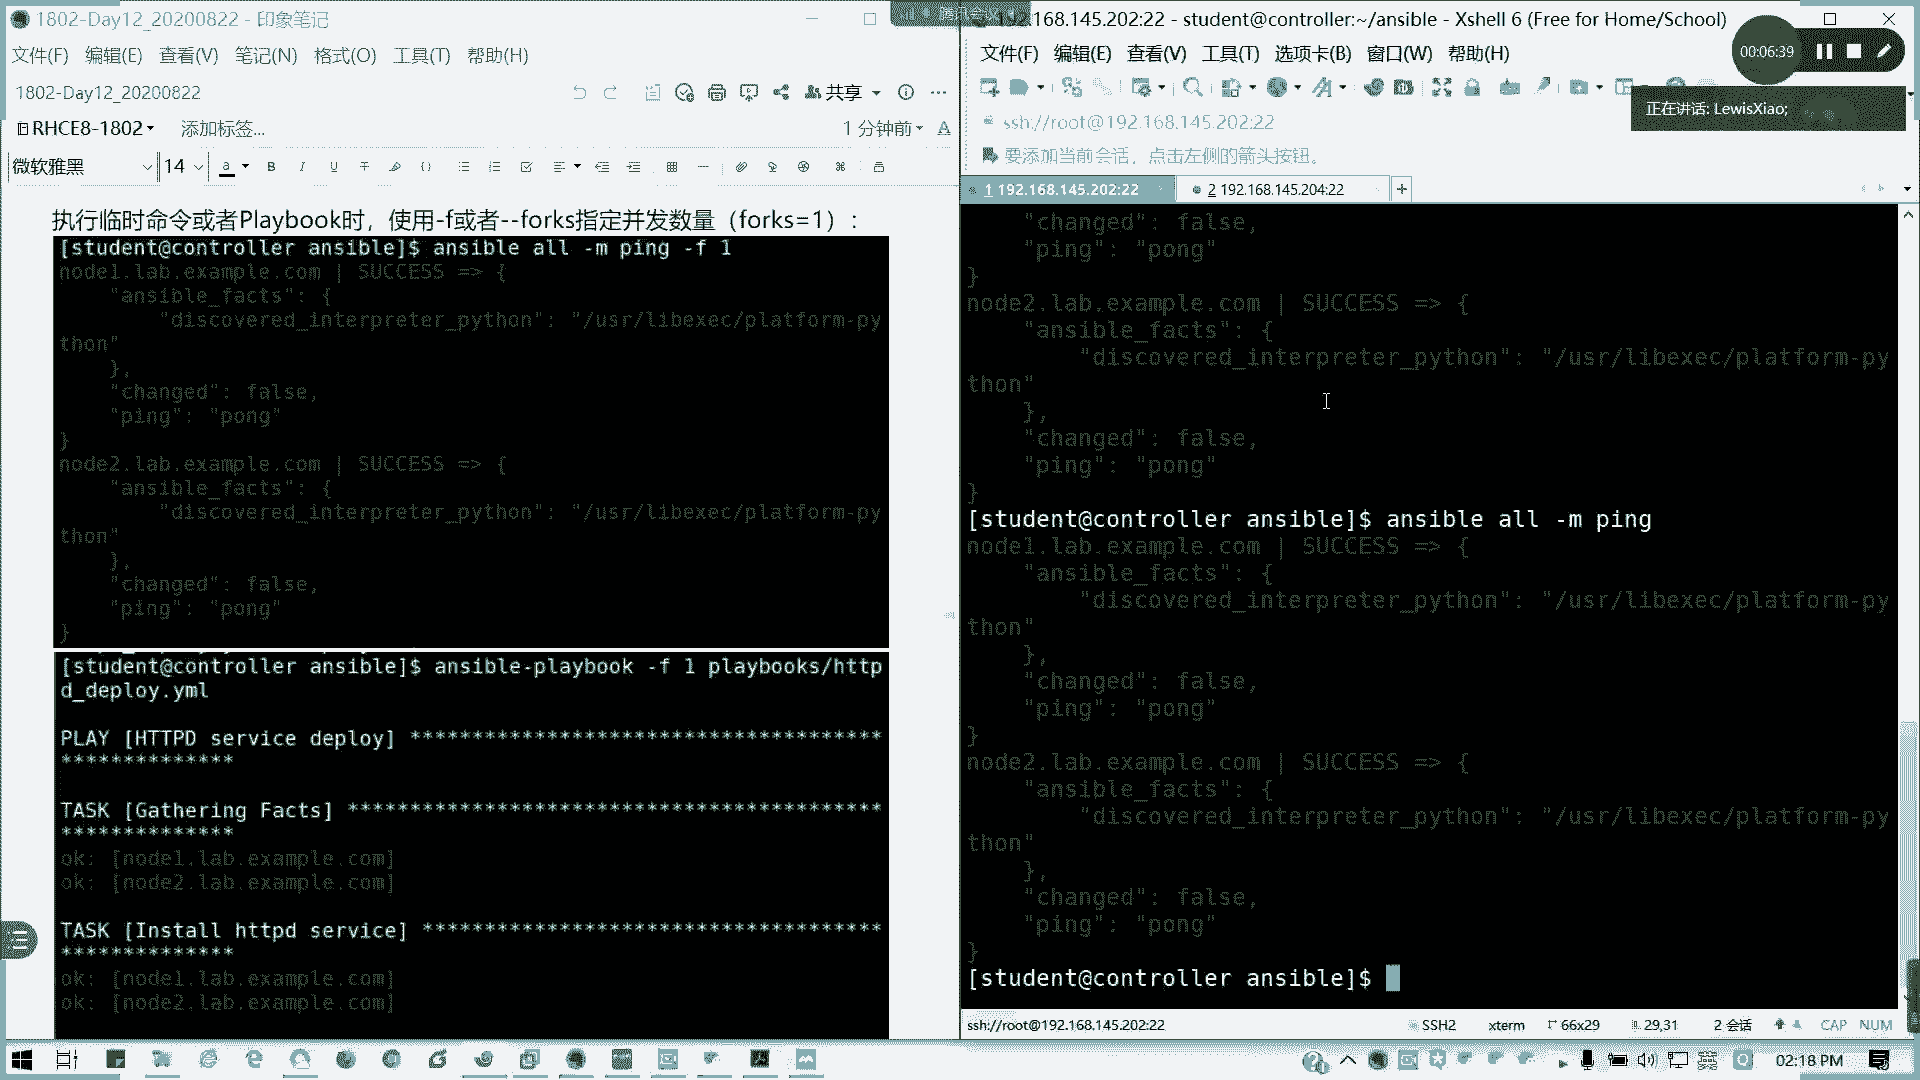 1802-Day12_20200822 - 印象笔记
文件(F) 编辑(E) 查看(V) 笔记(N) 格式(O) 工具(T) 帮助(H)
1802-Day12_20200822
共享
RHCE8-1802
添加标签...
1 分钟前
微软雅黑
14
执行临时命令或者Playbook时，使用-f或者--forks指定并发数量（forks=1）：
[student@controller ansible]$ ansible all -m ping -f 1
node1.lab.example.com | SUCCESS => {
    "ansible_facts": {
        "discovered_interpreter_python": "/usr/libexec/platform-py
thon"
    },
    "changed": false,
    "ping": "pong"
}
node2.lab.example.com | SUCCESS => {
    "ansible_facts": {
        "discovered_interpreter_python": "/usr/libexec/platform-py
thon"
    },
    "changed": false,
    "ping": "pong"
}
[student@controller ansible]$ ansible-playbook -f 1 playbooks/http
d_deploy.yml
PLAY [HTTPD service deploy] **************************************
**************
TASK [Gathering Facts] *******************************************
**************
ok: [node1.lab.example.com]
ok: [node2.lab.example.com]
TASK [Install httpd service] *************************************
**************
ok: [node1.lab.example.com]
ok: [node2.lab.example.com]
.168.145.202:22 - student@controller:~/ansible - Xshell 6 (Free for Home/School)
文件(F) 编辑(E) 查看(V) 工具(T) 选项卡(B) 窗口(W) 帮助(H)
00:06:39
正在讲话: LewisXiao;
ssh://root@192.168.145.202:22
要添加当前会话，点击左侧的箭头按钮。
1 192.168.145.202:22
2 192.168.145.204:22
    "changed": false,
    "ping": "pong"
}
node2.lab.example.com | SUCCESS => {
    "ansible_facts": {
        "discovered_interpreter_python": "/usr/libexec/platform-py
thon"
    },
    "changed": false,
    "ping": "pong"
}
[student@controller ansible]$ ansible all -m ping
node1.lab.example.com | SUCCESS => {
    "ansible_facts": {
        "discovered_interpreter_python": "/usr/libexec/platform-py
thon"
    },
    "changed": false,
    "ping": "pong"
}
node2.lab.example.com | SUCCESS => {
    "ansible_facts": {
        "discovered_interpreter_python": "/usr/libexec/platform-py
thon"
    },
    "changed": false,
    "ping": "pong"
}
[student@controller ansible]$
ssh://root@192.168.145.202:22
SSH2
xterm
66x29
29,31
2 会话
CAP NUM
02:18 PM